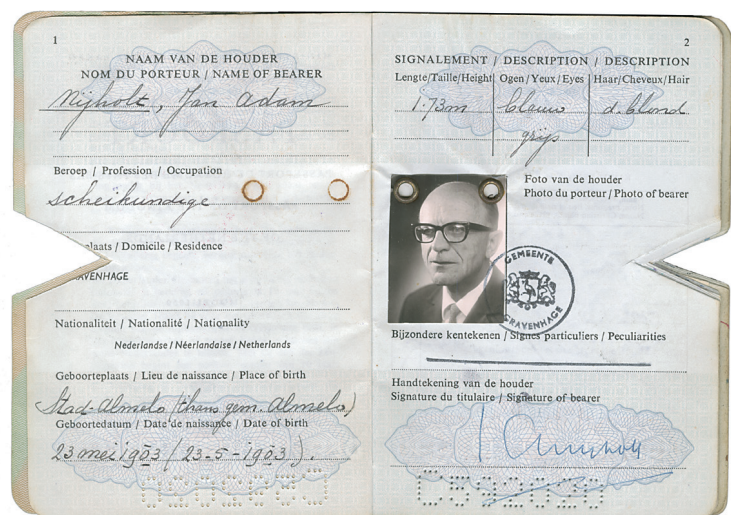 1
NAAM VAN DE HOUDER
NOM DU PORTEUR / NAME OF BEARER
Nijholt, Jan Adam
Beroep / Profession / Occupation
scheikundige
plaats / Domicile / Residence
RAVENHAGE
Nationaliteit / Nationalité / Nationality
Nederlandse / Néerlandaise / Netherlands
Geboorteplaats / Lieu de naissance / Place of birth
Stad-Almelo (thans gem. Almelo)
Geboortedatum / Date de naissance / Date of birth
23 mei 1903 (23-5-1903).
2
SIGNALEMENT / DESCRIPTION / DESCRIPTION
Lengte/Taille/Height Ogen/Yeux/Eyes Haar/Cheveux/Hair
1.73m blauw d. blond
grijs
Foto van de houder
Photo du porteur / Photo of bearer
GEMEENTE
GRAVENHAGE
Bijzondere kentekenen / Signes particuliers / Peculiarities
Handtekening van de houder
Signature du titulaire / Signature of bearer